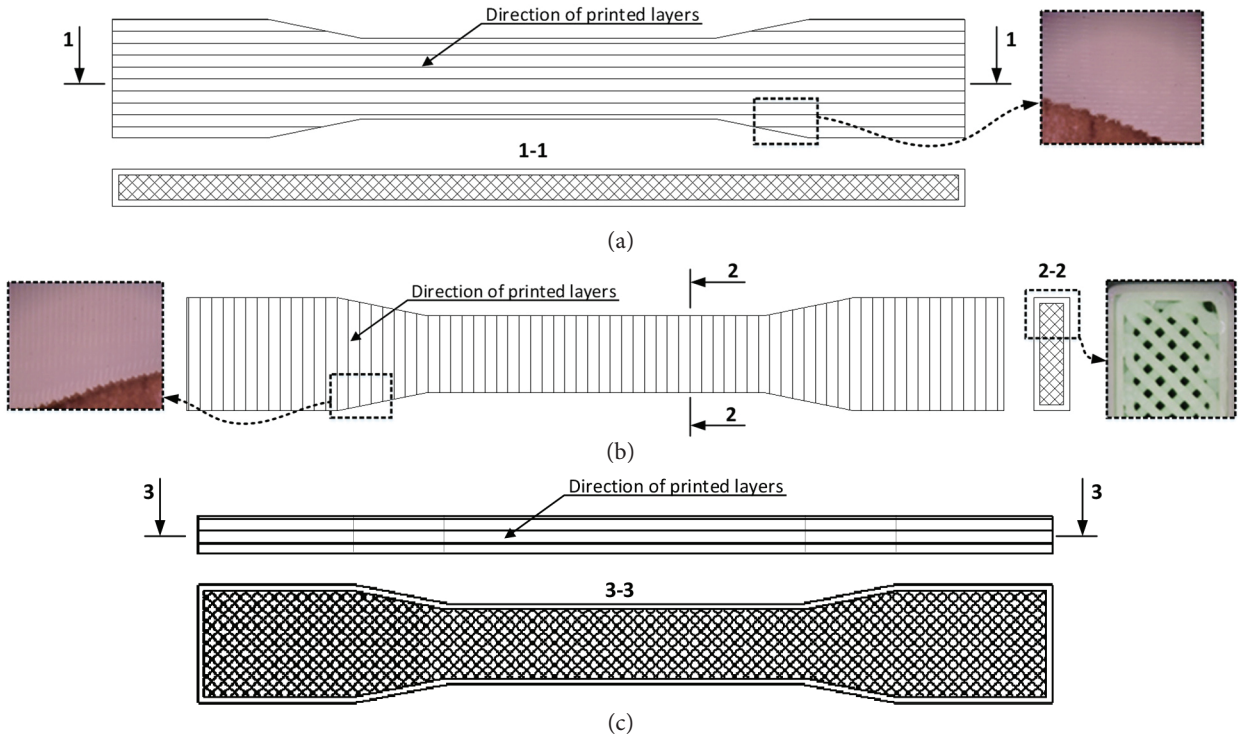 Direction of printed layers
1
1
1-1
(a)
2
2-2
Direction of printed layers
2
(b)
Direction of printed layers
3
3
3-3
(c)